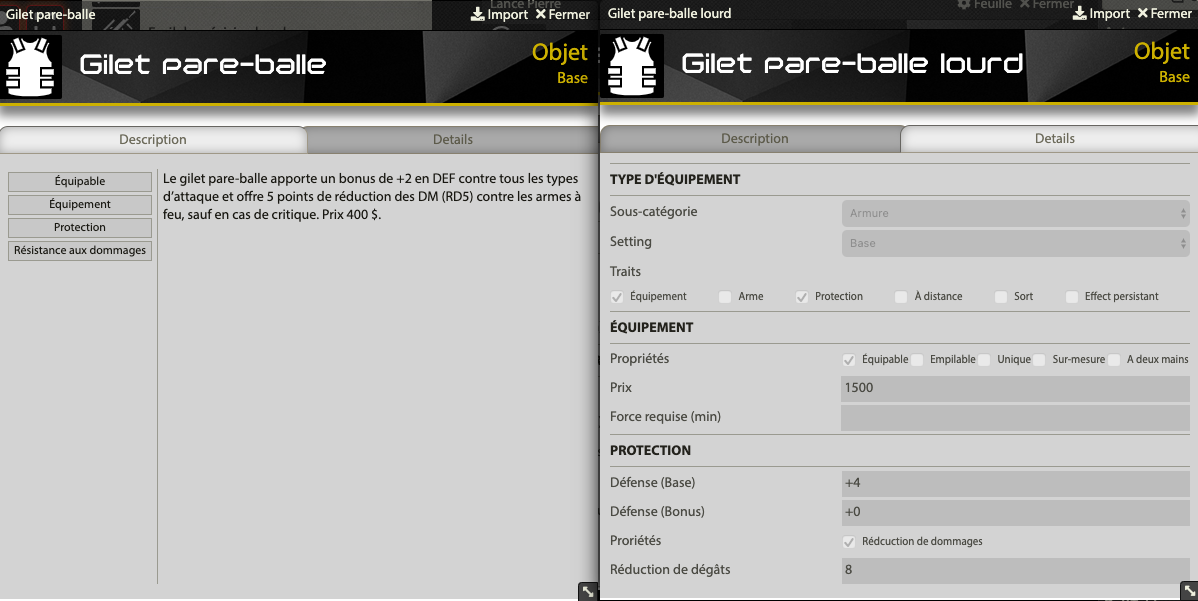 Gilet pare-balle
Lance Pierre
Import Fermer
Gilet pare-balle
Objet
Base
Description
Details
Équipable
Équipement
Protection
Résistance aux dommages
Le gilet pare-balle apporte un bonus de +2 en DEF contre tous les types
d'attaque et offre 5 points de réduction des DM (RD5) contre les armes à
feu, sauf en cas de critique. Prix 400 $.
Gilet pare-balle lourd
Feuille Fermer
Import Fermer
Gilet pare-balle lourd
Objet
Base
Description
Details
TYPE D'ÉQUIPEMENT
Sous-catégorie Armure
Setting Base
Traits
Équipement Arme Protection À distance Sort Effect persistant
ÉQUIPEMENT
Propriétés Équipable Empilable Unique Sur-mesure A deux mains
Prix 1500
Force requise (min)
PROTECTION
Défense (Base) +4
Défense (Bonus) +0
Proriétés Rédcuction de dommages
Réduction de dégâts 8